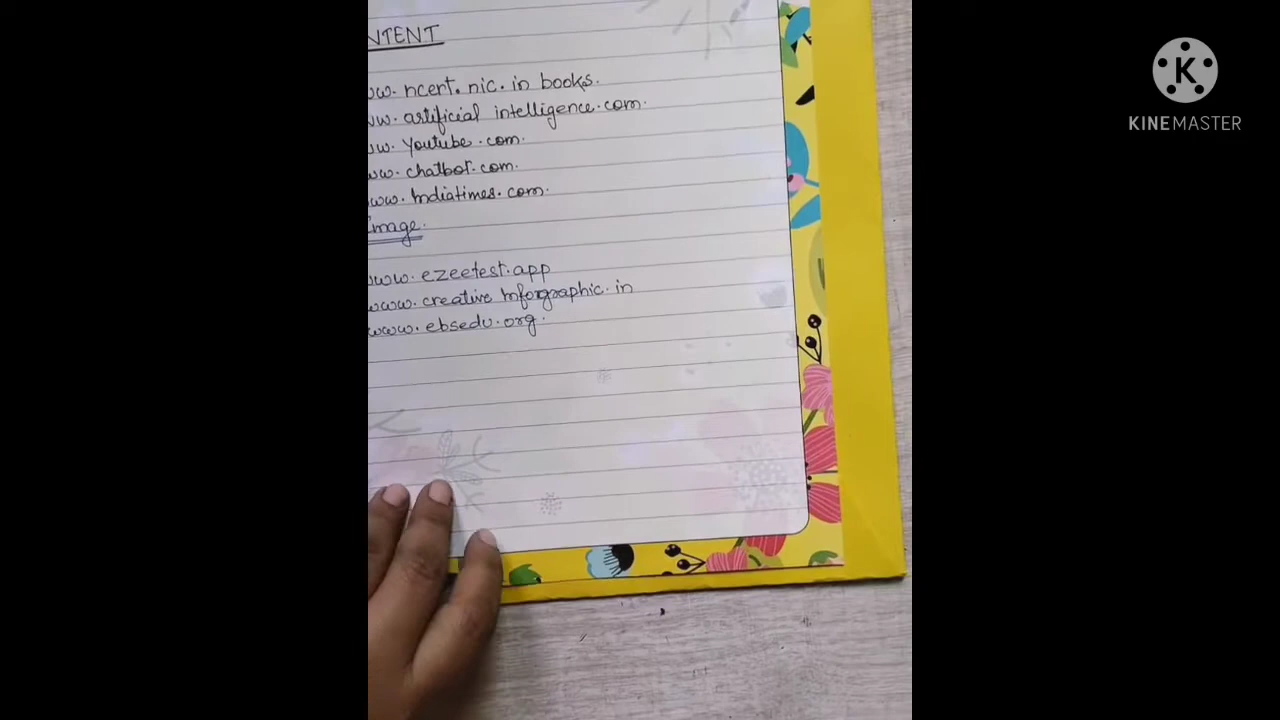 NTENT
ww. ncert. nic. in books.
ww. artificial intelligence.com.
ww. youtube.com.
ww. chatbot.com.
ww. Indiatimes.com.
Image.
www. ezeetest.app
www. creative Inforgraphic.in
www. ebsedu.org.
K
KINEMASTER